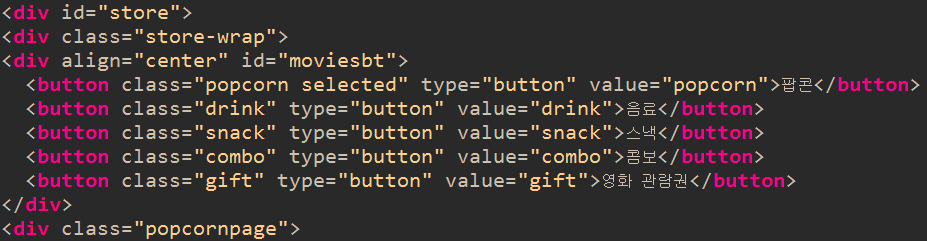 <div id="store">
<div class="store-wrap">
<div align="center" id="moviesbt">
  <button class="popcorn selected" type="button" value="popcorn">팝콘</button>
  <button class="drink" type="button" value="drink">음료</button>
  <button class="snack" type="button" value="snack">스낵</button>
  <button class="combo" type="button" value="combo">콤보</button>
  <button class="gift" type="button" value="gift">영화 관람권</button>
</div>
<div class="popcornpage">